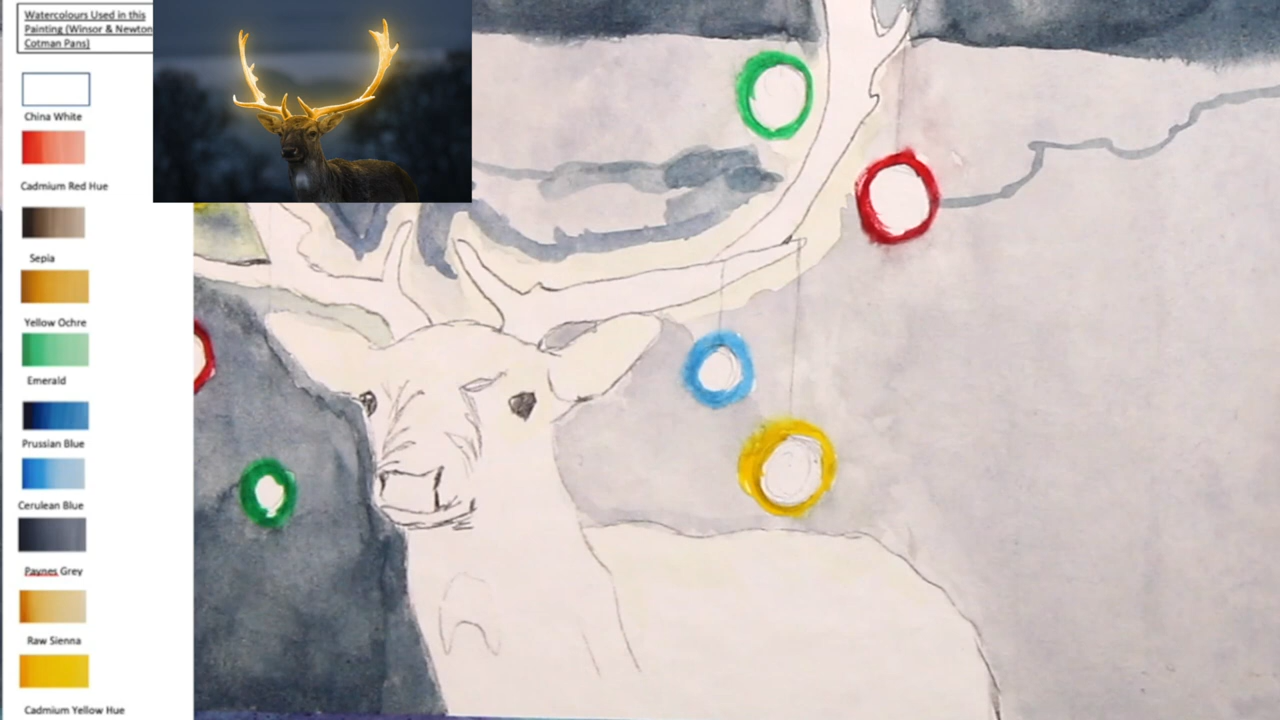 Watercolours Used in this
Painting (Winsor & Newton
Cotman Pans)
China White
Cadmium Red Hue
Sepia
Yellow Ochre
Emerald
Prussian Blue
Cerulean Blue
Paynes Grey
Raw Sienna
Cadmium Yellow Hue